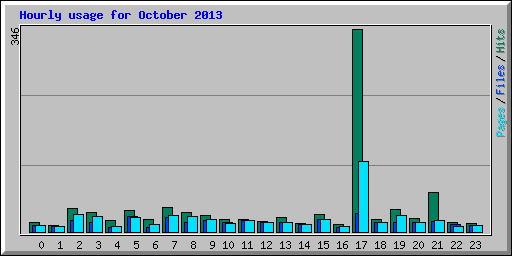 Hourly usage for October 2013
346
Pages/Files/Hits
0 1 2 3 4 5 6 7 8 9 10 11 12 13 14 15 16 17 18 19 20 21 22 23